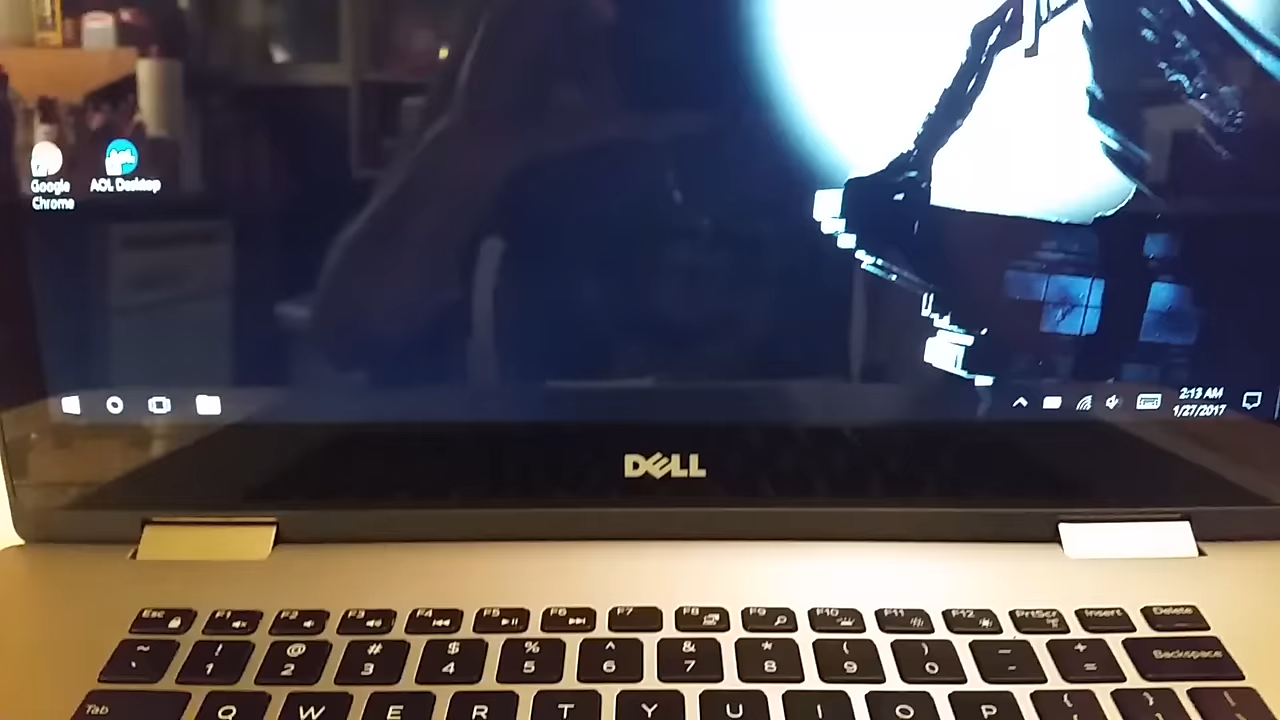 Google
Chrome
AOL Desktop
2:13 AM
1/27/2017
DELL
Esc F1 F2 F3 F4 F5 F6 F7 F8 F9 F10 F11 F12 PrtScr Insert Delete
~ ! @ # $ % ^ & * ( ) _ +
` 1 2 3 4 5 6 7 8 9 0 - = Backspace
Tab Q W E R T Y U I O P { }